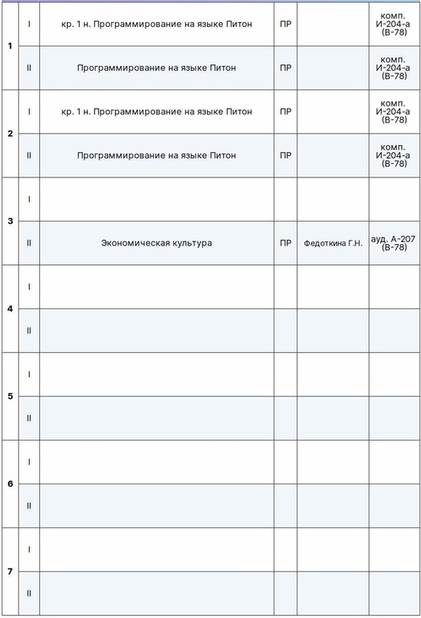 1
I
кр. 1 н. Программирование на языке Питон
ПР
комп.
И-204-а
(В-78)
II
Программирование на языке Питон
ПР
комп.
И-204-а
(В-78)
2
I
кр. 1 н. Программирование на языке Питон
ПР
комп.
И-204-а
(В-78)
II
Программирование на языке Питон
ПР
комп.
И-204-а
(В-78)
3
I
II
Экономическая культура
ПР
Федоткина Г.Н.
ауд. А-207
(В-78)
4
I
II
5
I
II
6
I
II
7
I
II